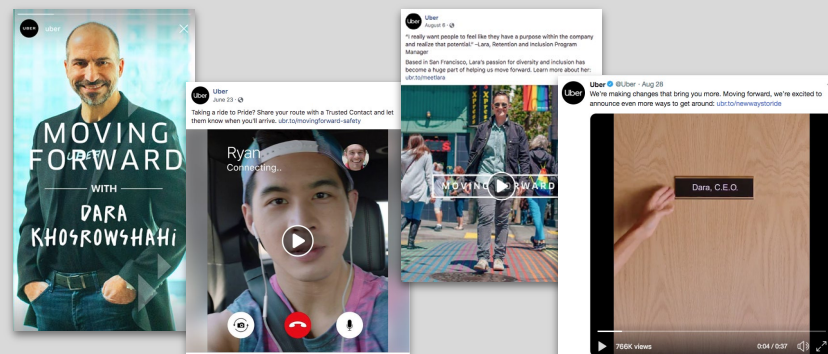 UBER
uber
MOVING
FORWARD
UBER
WITH
DARA
KHOSROWSHAHI
Uber
Uber
June 23
Taking a ride to Pride? Share your route with a Trusted Contact and let
them know when you'll arrive. ubr.to/movingforward-safety
Ryan
Connecting..
Uber
Uber
August 6
"I really want people to feel like they have a purpose within the company
and realize that potential." –Lara, Retention and Inclusion Program
Manager
Based in San Francisco, Lara's passion for diversity and inclusion has
become a huge part of helping us move forward. Learn more about her:
ubr.to/meetlara
MOVING FORWARD
Uber
Uber @Uber · Aug 28
We're making changes that bring you more. Moving forward, we're excited to
announce even more ways to get around: ubr.to/newwaystoride
Dara, C.E.O.
766K views
0:04 / 0:37